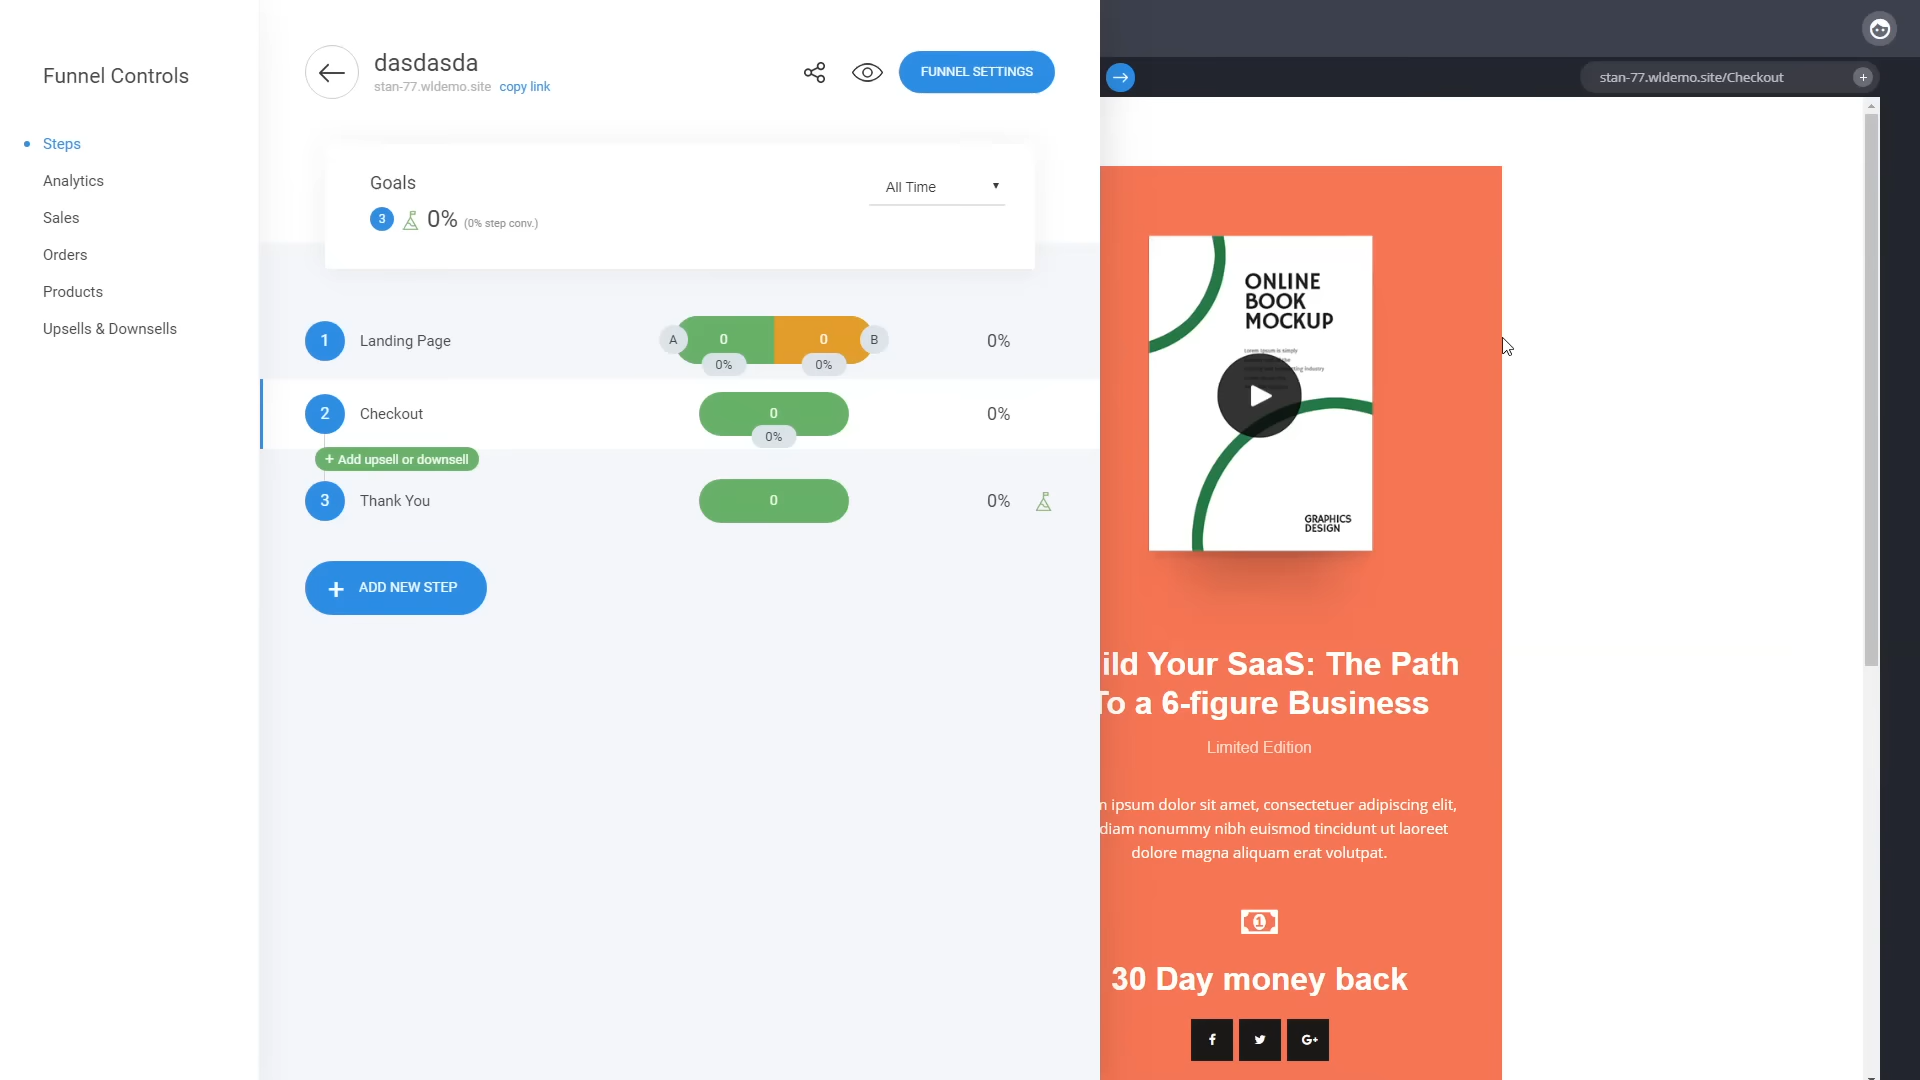 Funnel Controls
Steps
Analytics
Sales
Orders
Products
Upsells & Downsells
dasdasda
stan-77.wldemo.site copy link
FUNNEL SETTINGS
Goals
3 0% (0% step conv.)
All Time
1 Landing Page A 0 0 B 0%
0% 0%
2 Checkout 0 0%
0%
+ Add upsell or downsell
3 Thank You 0 0%
+ ADD NEW STEP
stan-77.wldemo.site/Checkout +
ONLINE
BOOK
MOCKUP
Lorem Ipsum is simply
GRAPHICS
DESIGN
ild Your SaaS: The Path
To a 6-figure Business
Limited Edition
ipsum dolor sit amet, consectetuer adipiscing elit,
diam nonummy nibh euismod tincidunt ut laoreet
dolore magna aliquam erat volutpat.
1
30 Day money back
f G+